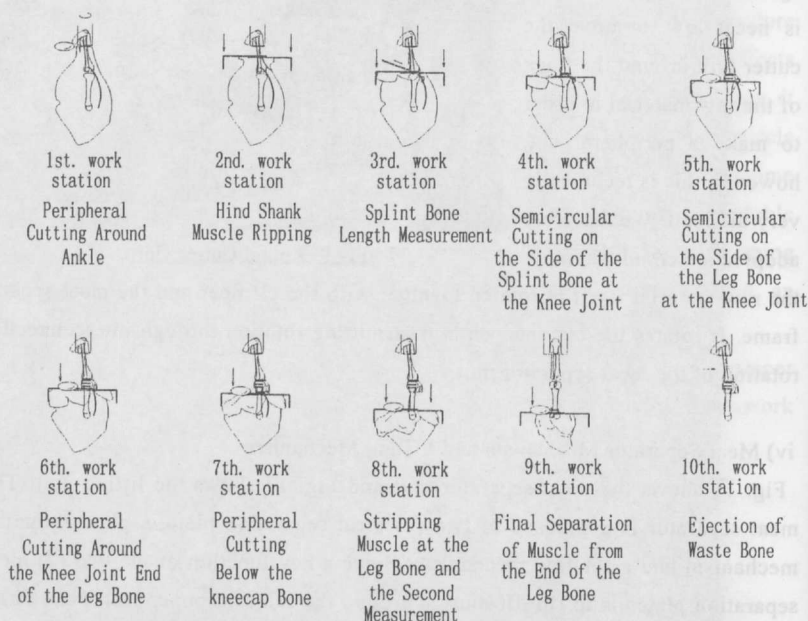 1st. work
station
Peripheral
Cutting Around
Ankle
2nd. work
station
Hind Shank
Muscle Ripping
3rd. work
station
Splint Bone
Length Measurement
4th. work
station
Semicircular
Cutting on
the Side of the
Splint Bone at
the Knee Joint
5th. work
station
Semicircular
Cutting on
the Side of
the Leg Bone
at the Knee Joint
6th. work
station
Peripheral
Cutting Around
the Knee Joint End
of the Leg Bone
7th. work
station
Peripheral
Cutting
Below the
kneecap Bone
8th. work
station
Stripping
Muscle at the
Leg Bone and
the Second
Measurement
9th. work
station
Final Separation
of Muscle from
the End of the
Leg Bone
10th. work
station
Ejection of
Waste Bone